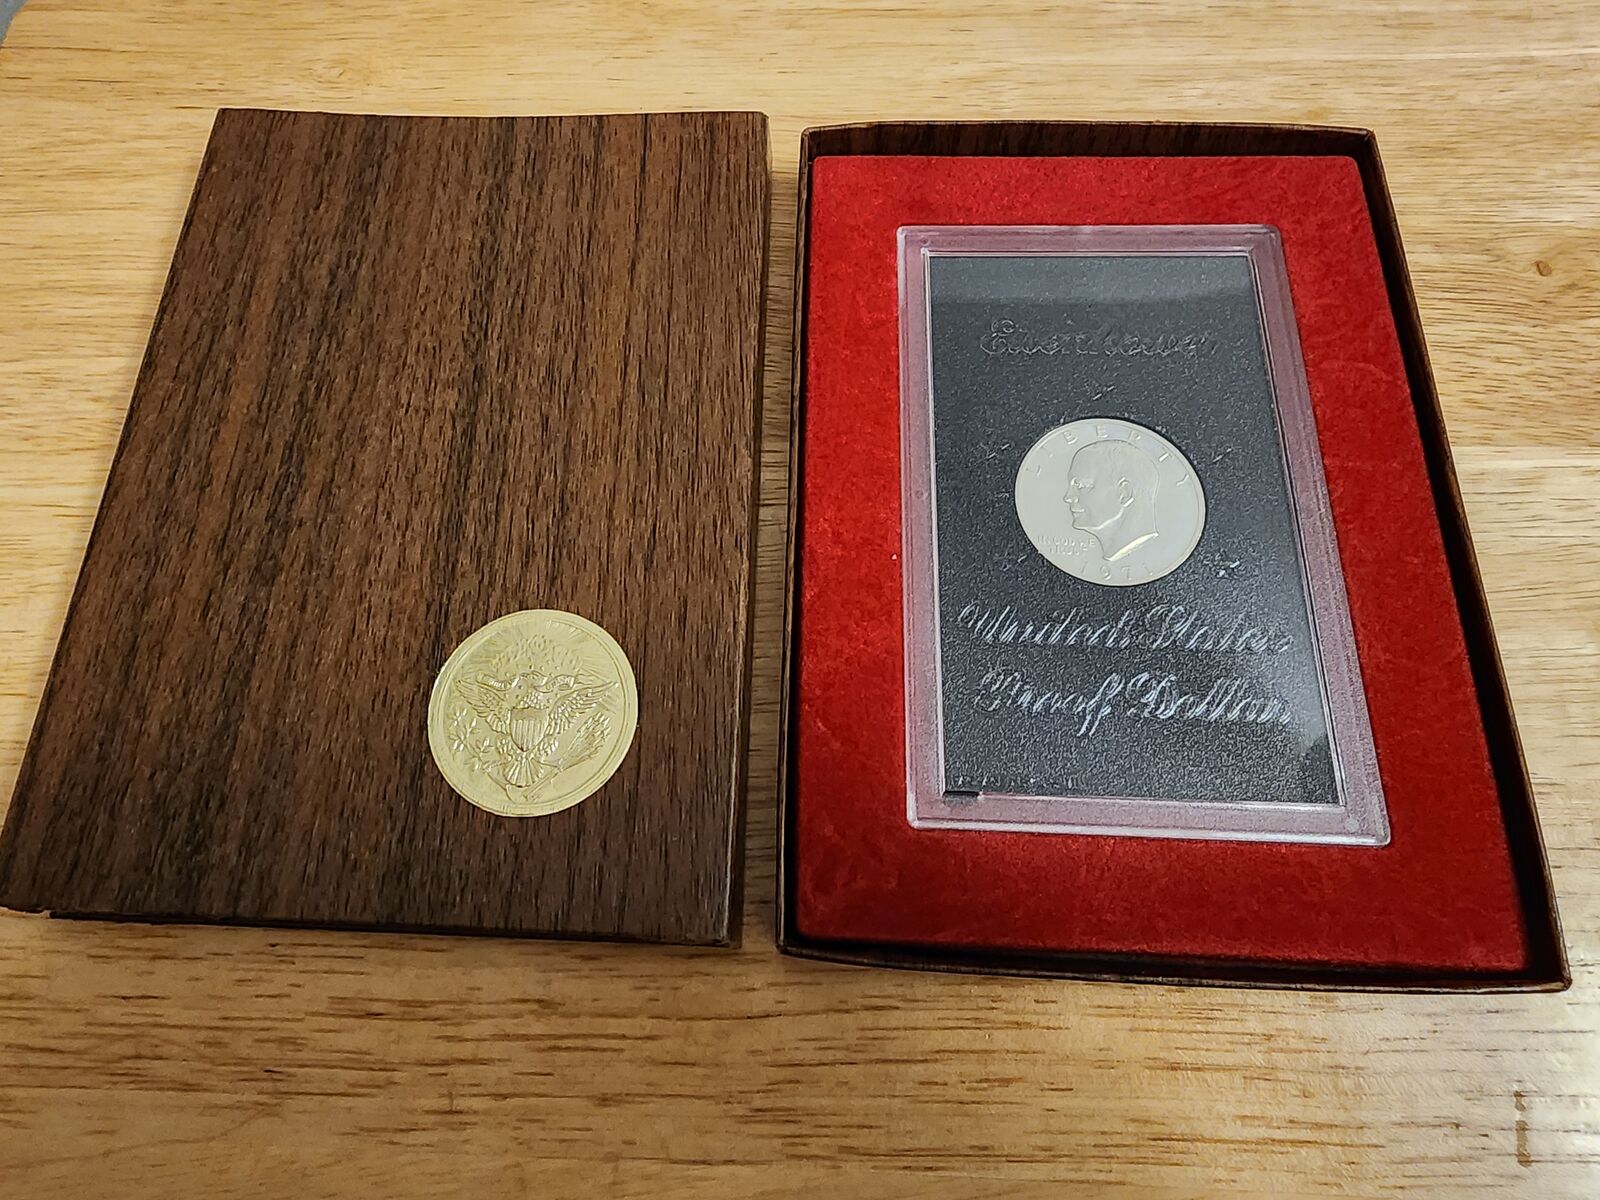 Eisenhower
LIBERTY
IN GOD WE
TRUST
1971
United States
Proof Dollar